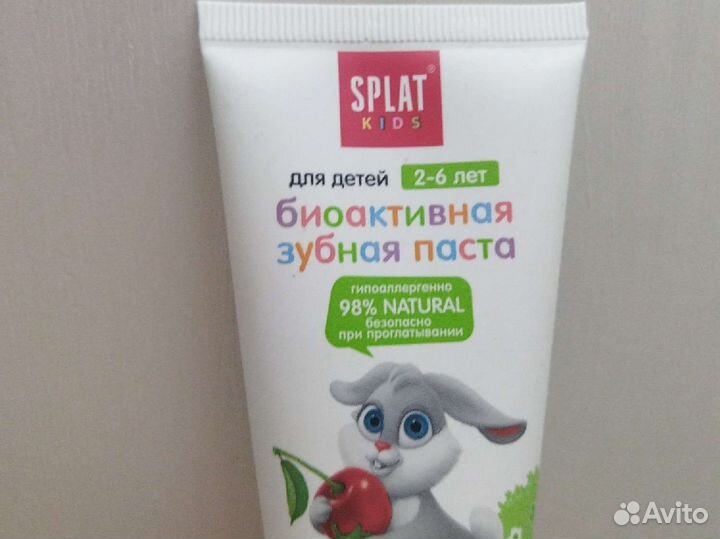 SPLAT®
KIDS
для детей 2-6 лет
биоактивная
зубная паста
гипоаллергенно
98% NATURAL
безопасно
при проглатывании
Avito